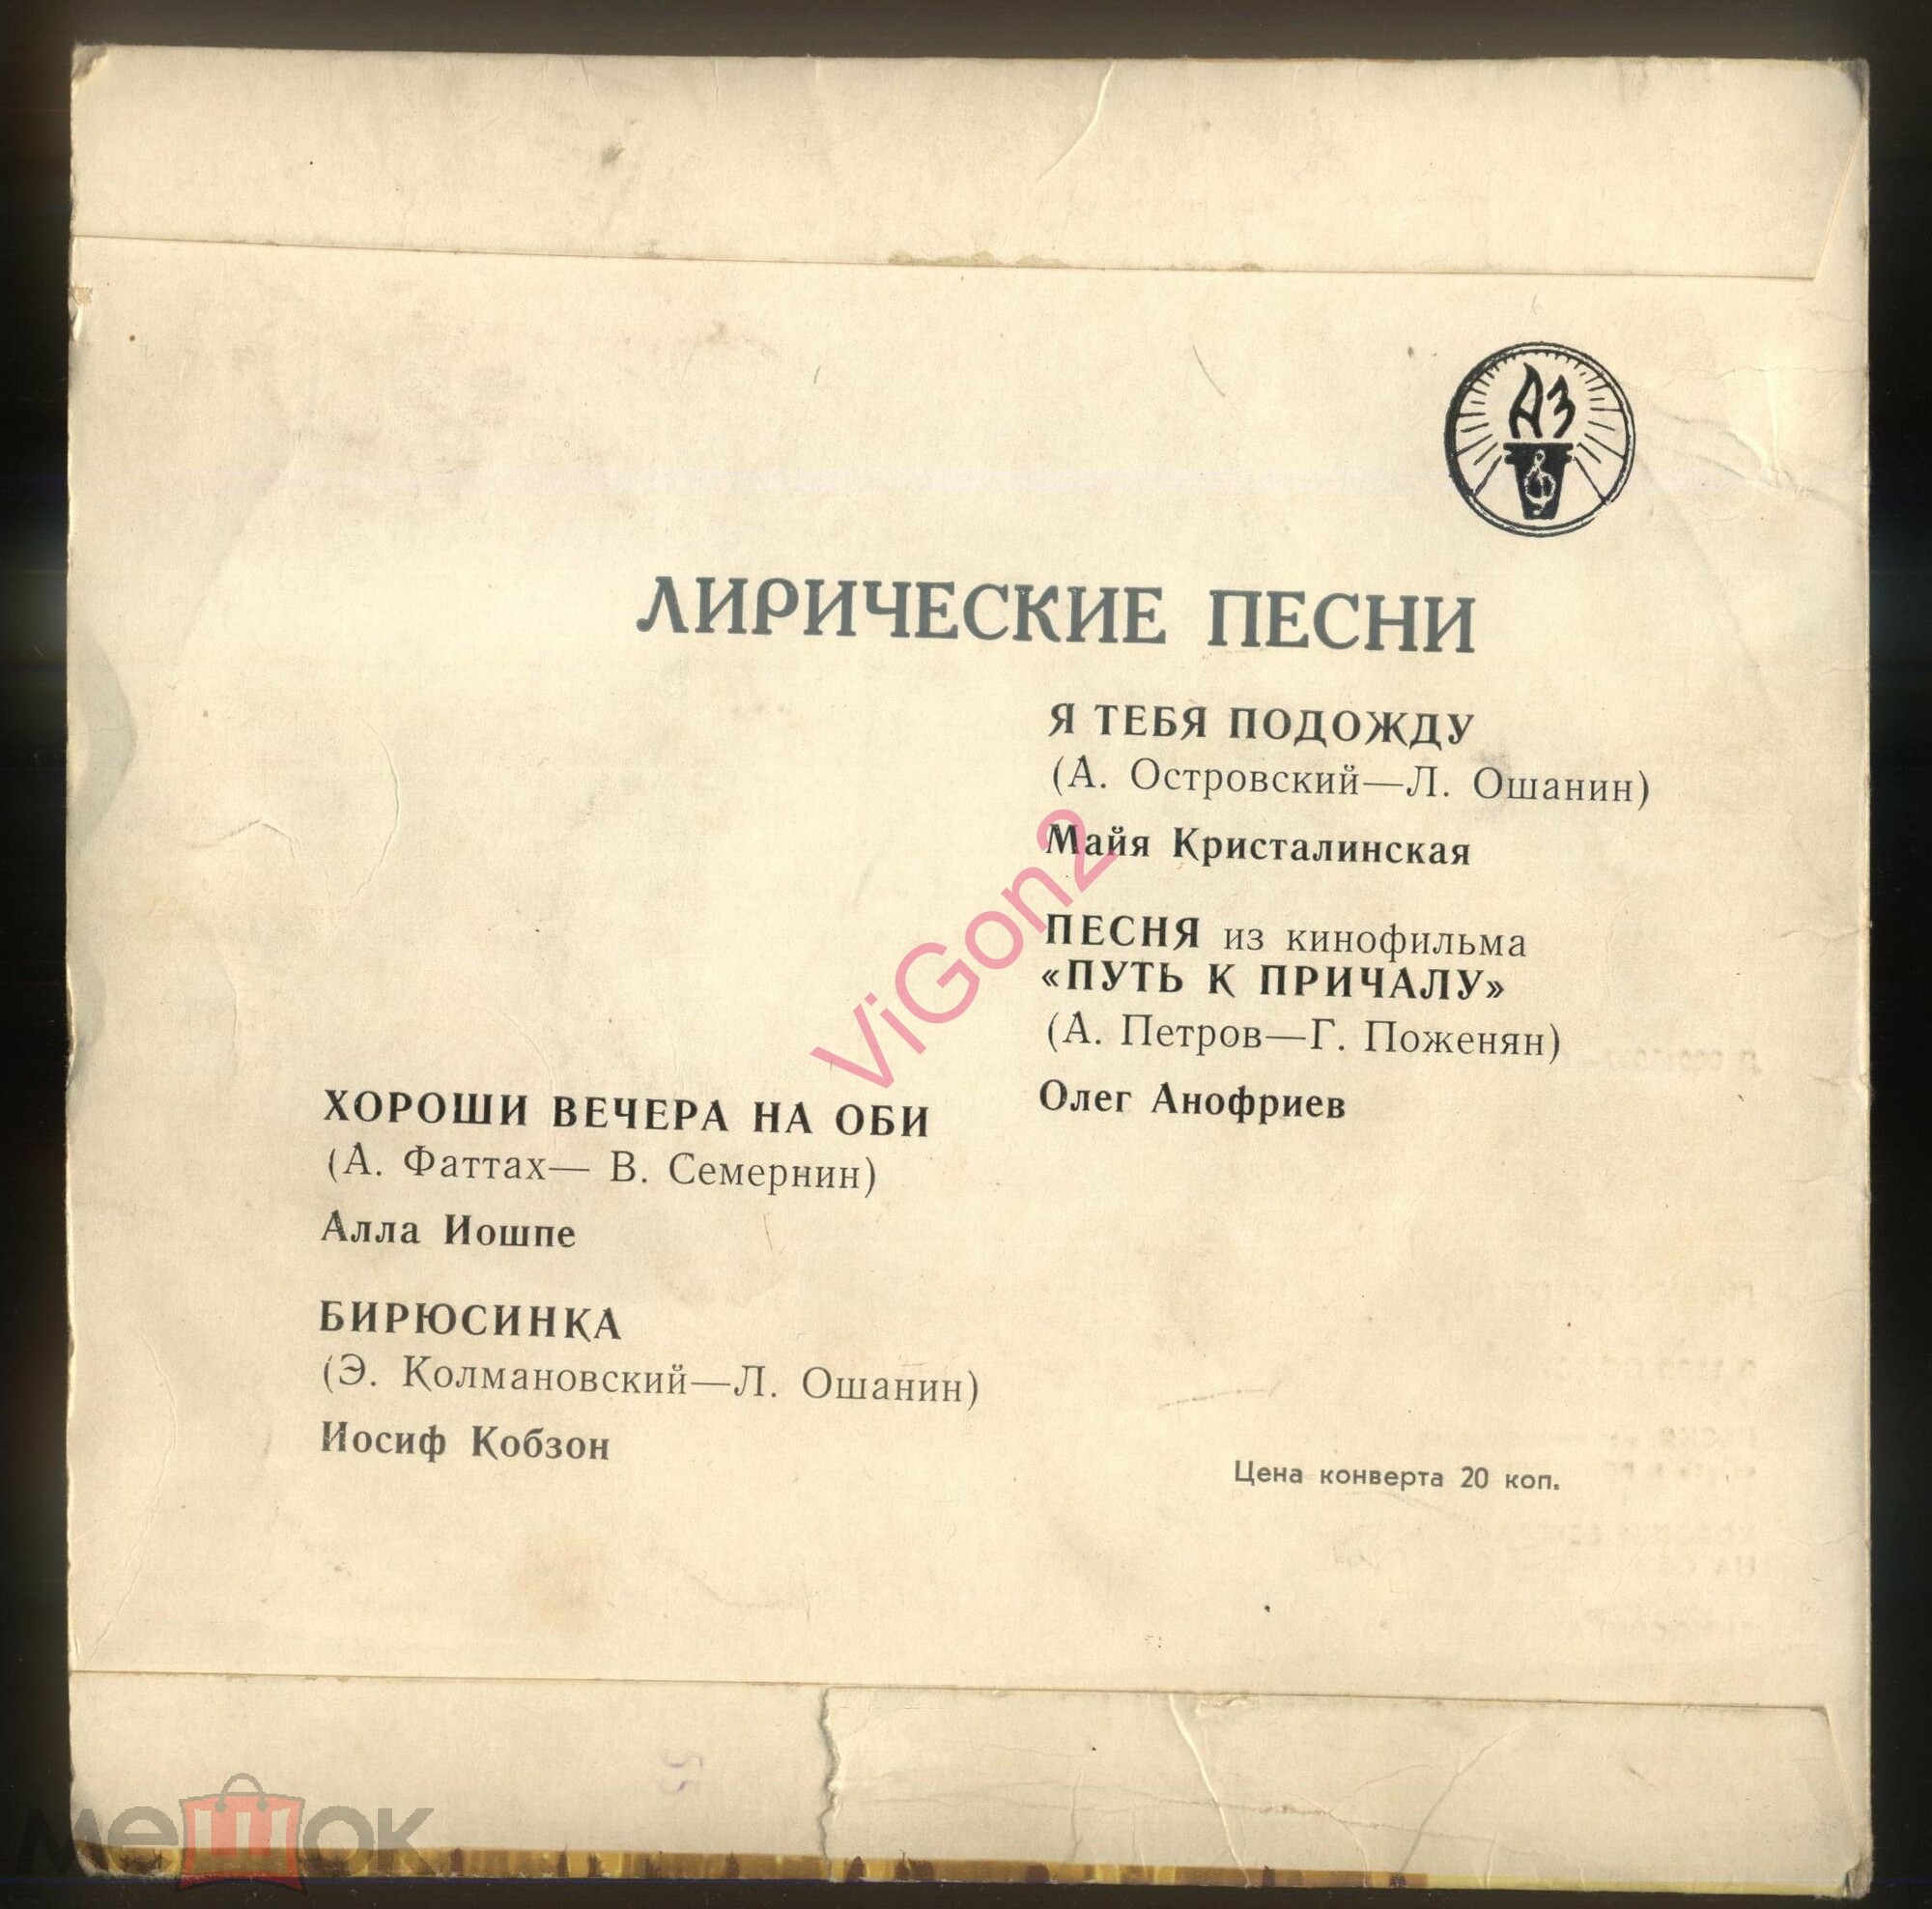 АЗ
ЛИРИЧЕСКИЕ ПЕСНИ
Я ТЕБЯ ПОДОЖДУ
(А. Островский—Л. Ошанин)
Майя Кристалинская
ПЕСНЯ из кинофильма
«ПУТЬ К ПРИЧАЛУ»
(А. Петров—Г. Поженян)
Олег Анофриев
ХОРОШИ ВЕЧЕРА НА ОБИ
(А. Фаттах— В. Семернин)
Алла Иошпе
БИРЮСИНКА
(Э. Колмановский—Л. Ошанин)
Иосиф Кобзон
Цена конверта 20 коп.
ViGon2
мешок